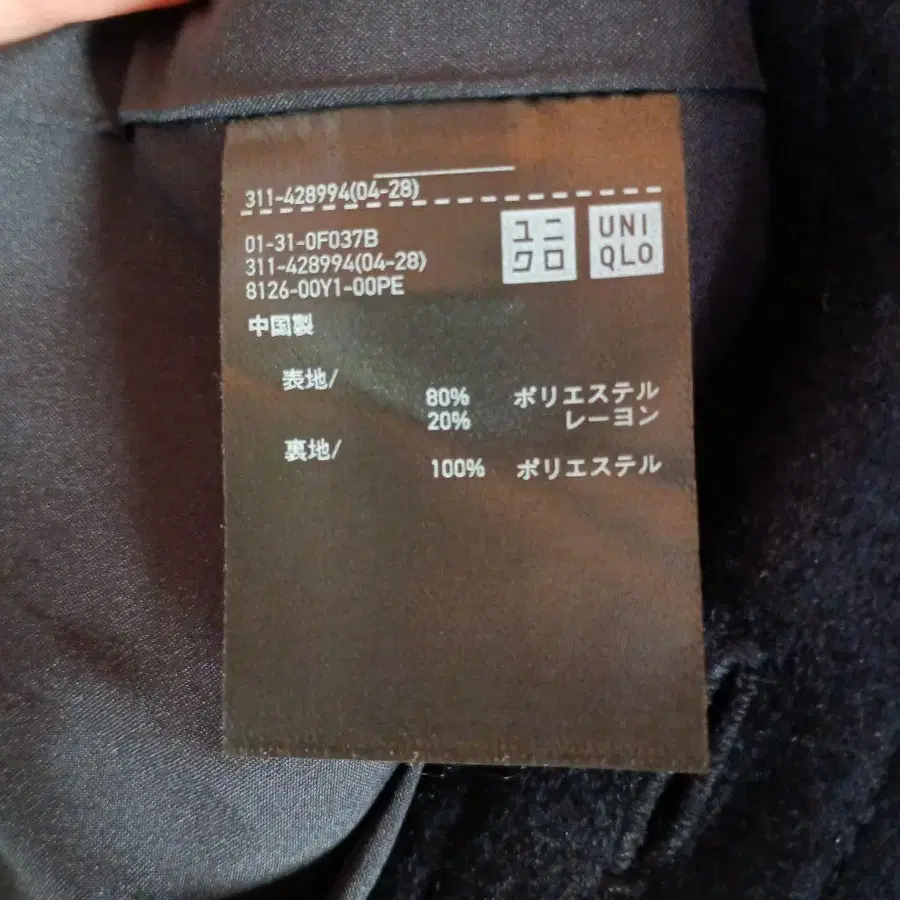 311-428994(04-28)
ユニクロ
UNIQLO
01-31-0F037B
311-428994(04-28)
8126-00Y1-00PE
中国製
表地/
80% ポリエステル
20% レーヨン
裏地/
100% ポリエステル